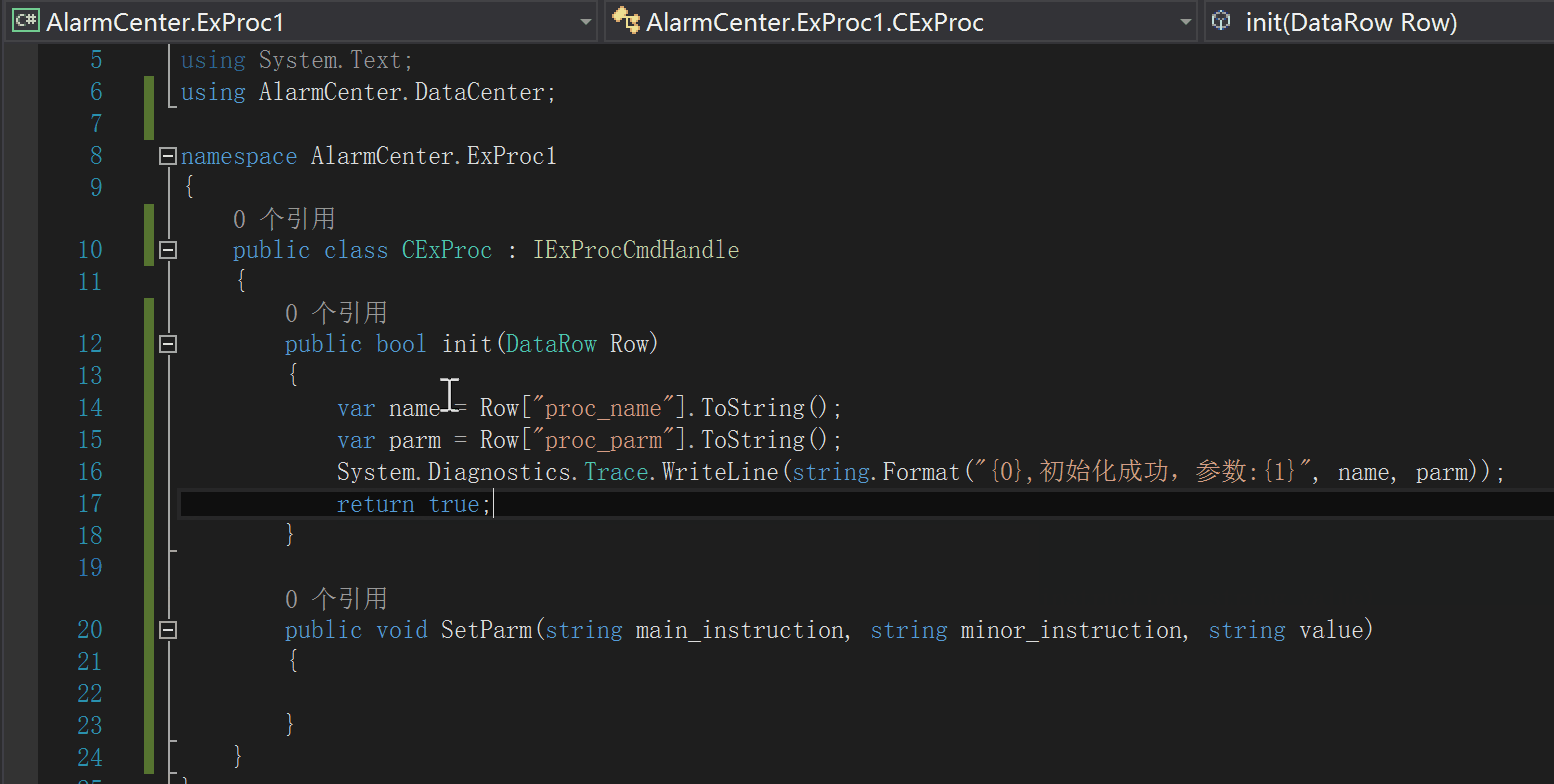 C# AlarmCenter.ExProc1 AlarmCenter.ExProc1.CExProc init(DataRow Row)
5 using System.Text;
6 using AlarmCenter.DataCenter;
7
8 namespace AlarmCenter.ExProc1
9 {
0 个引用
10 public class CExProc : IExProcCmdHandle
11 {
0 个引用
12 public bool init(DataRow Row)
13 {
14 var name = Row["proc_name"].ToString();
15 var parm = Row["proc_parm"].ToString();
16 System.Diagnostics.Trace.WriteLine(string.Format("{0},初始化成功，参数:{1}", name, parm));
17 return true;
18 }
19
0 个引用
20 public void SetParm(string main_instruction, string minor_instruction, string value)
21 {
22
23 }
24 }